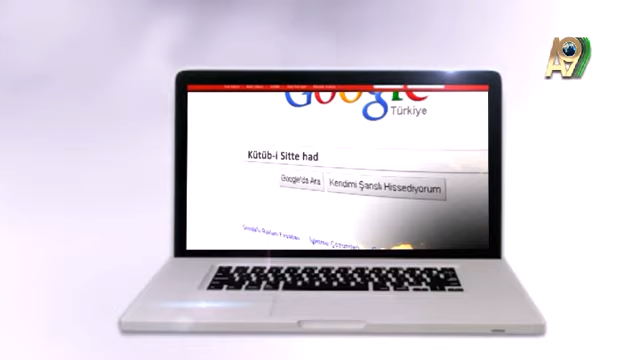 A9
Google
Türkiye
Kütüb-i Sitte had
Google'da Ara
Kendimi Şanslı Hissediyorum